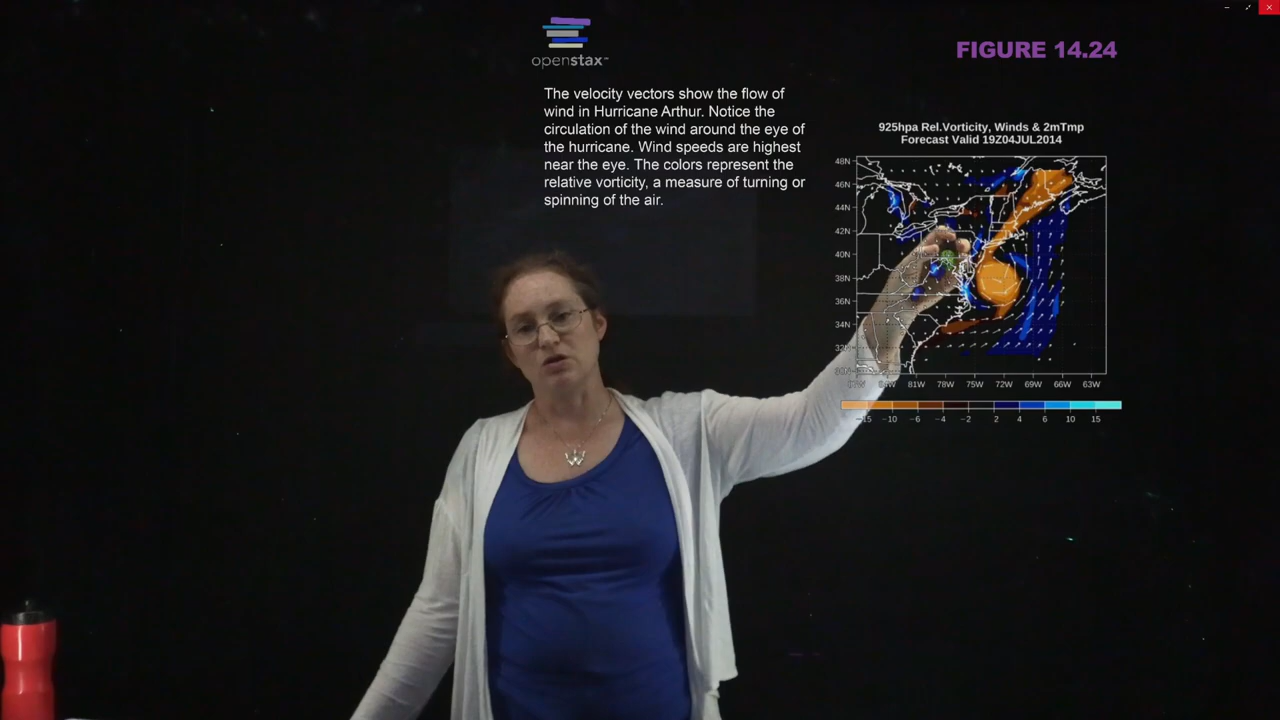 openstax™
FIGURE 14.24
The velocity vectors show the flow of
wind in Hurricane Arthur. Notice the
circulation of the wind around the eye of
the hurricane. Wind speeds are highest
near the eye. The colors represent the
relative vorticity, a measure of turning or
spinning of the air.
925hpa Rel.Vorticity, Winds & 2mTmp
Forecast Valid 19Z04JUL2014
48N
46N
44N
42N
40N
38N
36N
34N
81W 78W 75W 72W 69W 66W 63W
-15 -10 -6 -4 -2 2 4 6 10 15